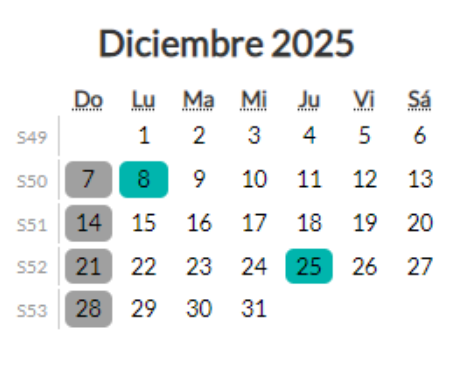 Diciembre 2025
Do Lu Ma Mi Ju Vi Sá
S49 1 2 3 4 5 6
S50 7 8 9 10 11 12 13
S51 14 15 16 17 18 19 20
S52 21 22 23 24 25 26 27
S53 28 29 30 31